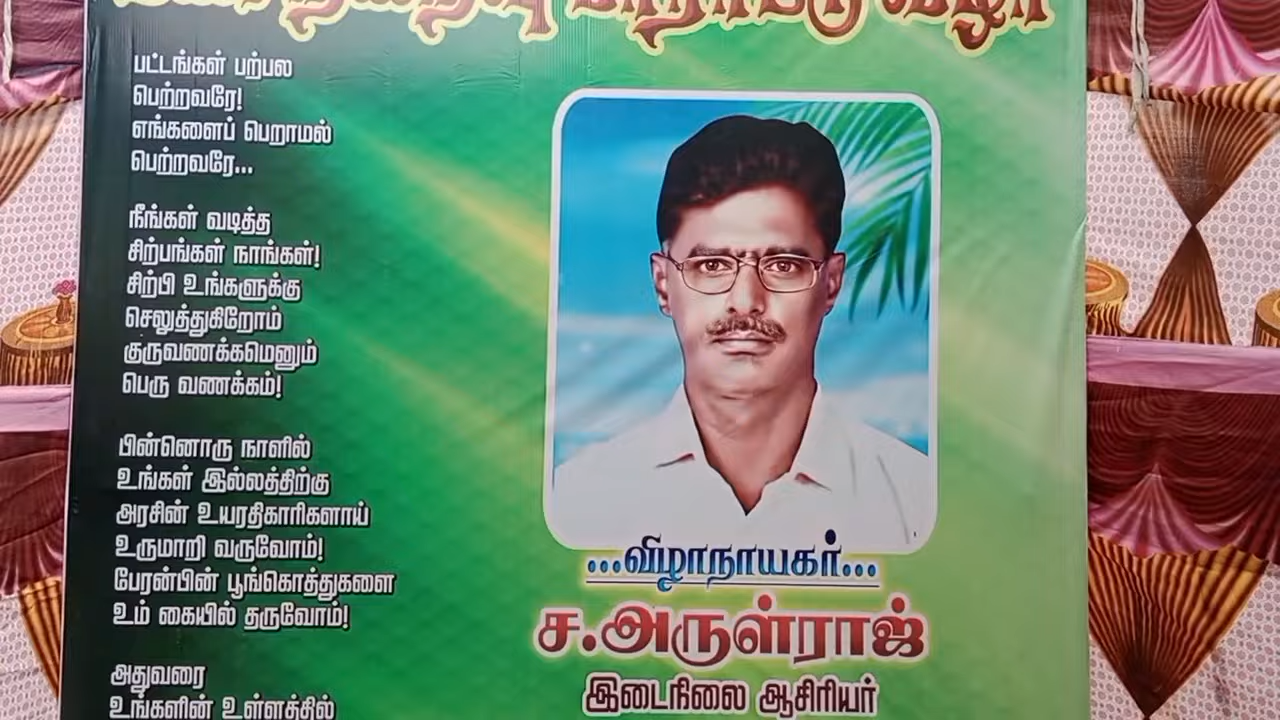 பாராட்டு விழா
பட்டங்கள் பற்பல
பெற்றவரே!
எங்களைப் பெறாமல்
பெற்றவரே...
நீங்கள் வடித்த
சிற்பங்கள் நாங்கள்!
சிற்பி உங்களுக்கு
செலுத்துகிறோம்
குருவணக்கமெனும்
பெரு வணக்கம்!
பின்னொரு நாளில்
உங்கள் இல்லத்திற்கு
அரசின் உயரதிகாரிகளாய்
உருமாறி வருவோம்!
பேரன்பின் பூங்கொத்துகளை
உம் கையில் தருவோம்!
அதுவரை
உங்களின் உள்ளத்தில்
...விழாநாயகர்...
ச.அருள்ராஜ்
இடைநிலை ஆசிரியர்